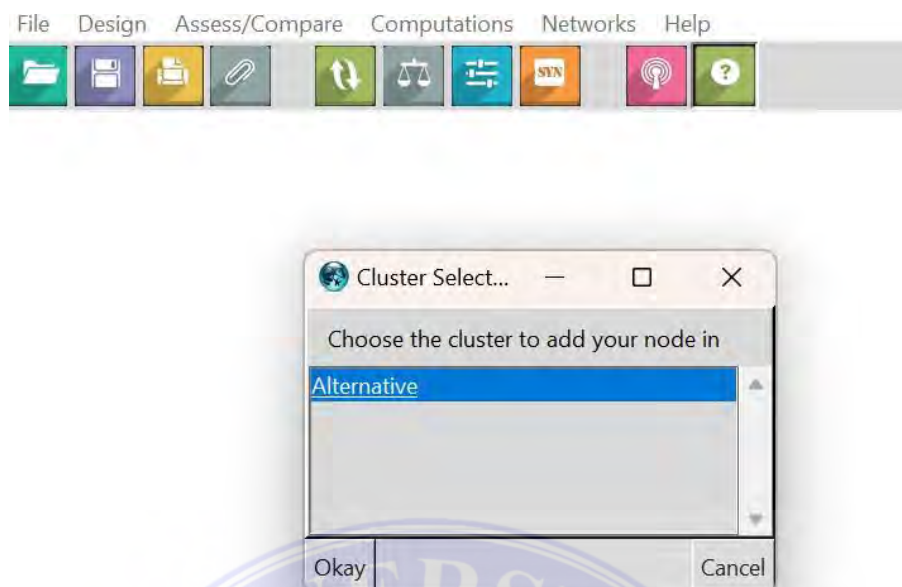 File Design Assess/Compare Computations Networks Help
SYN
?
Cluster Select...
Choose the cluster to add your node in
Alternative
Okay Cancel